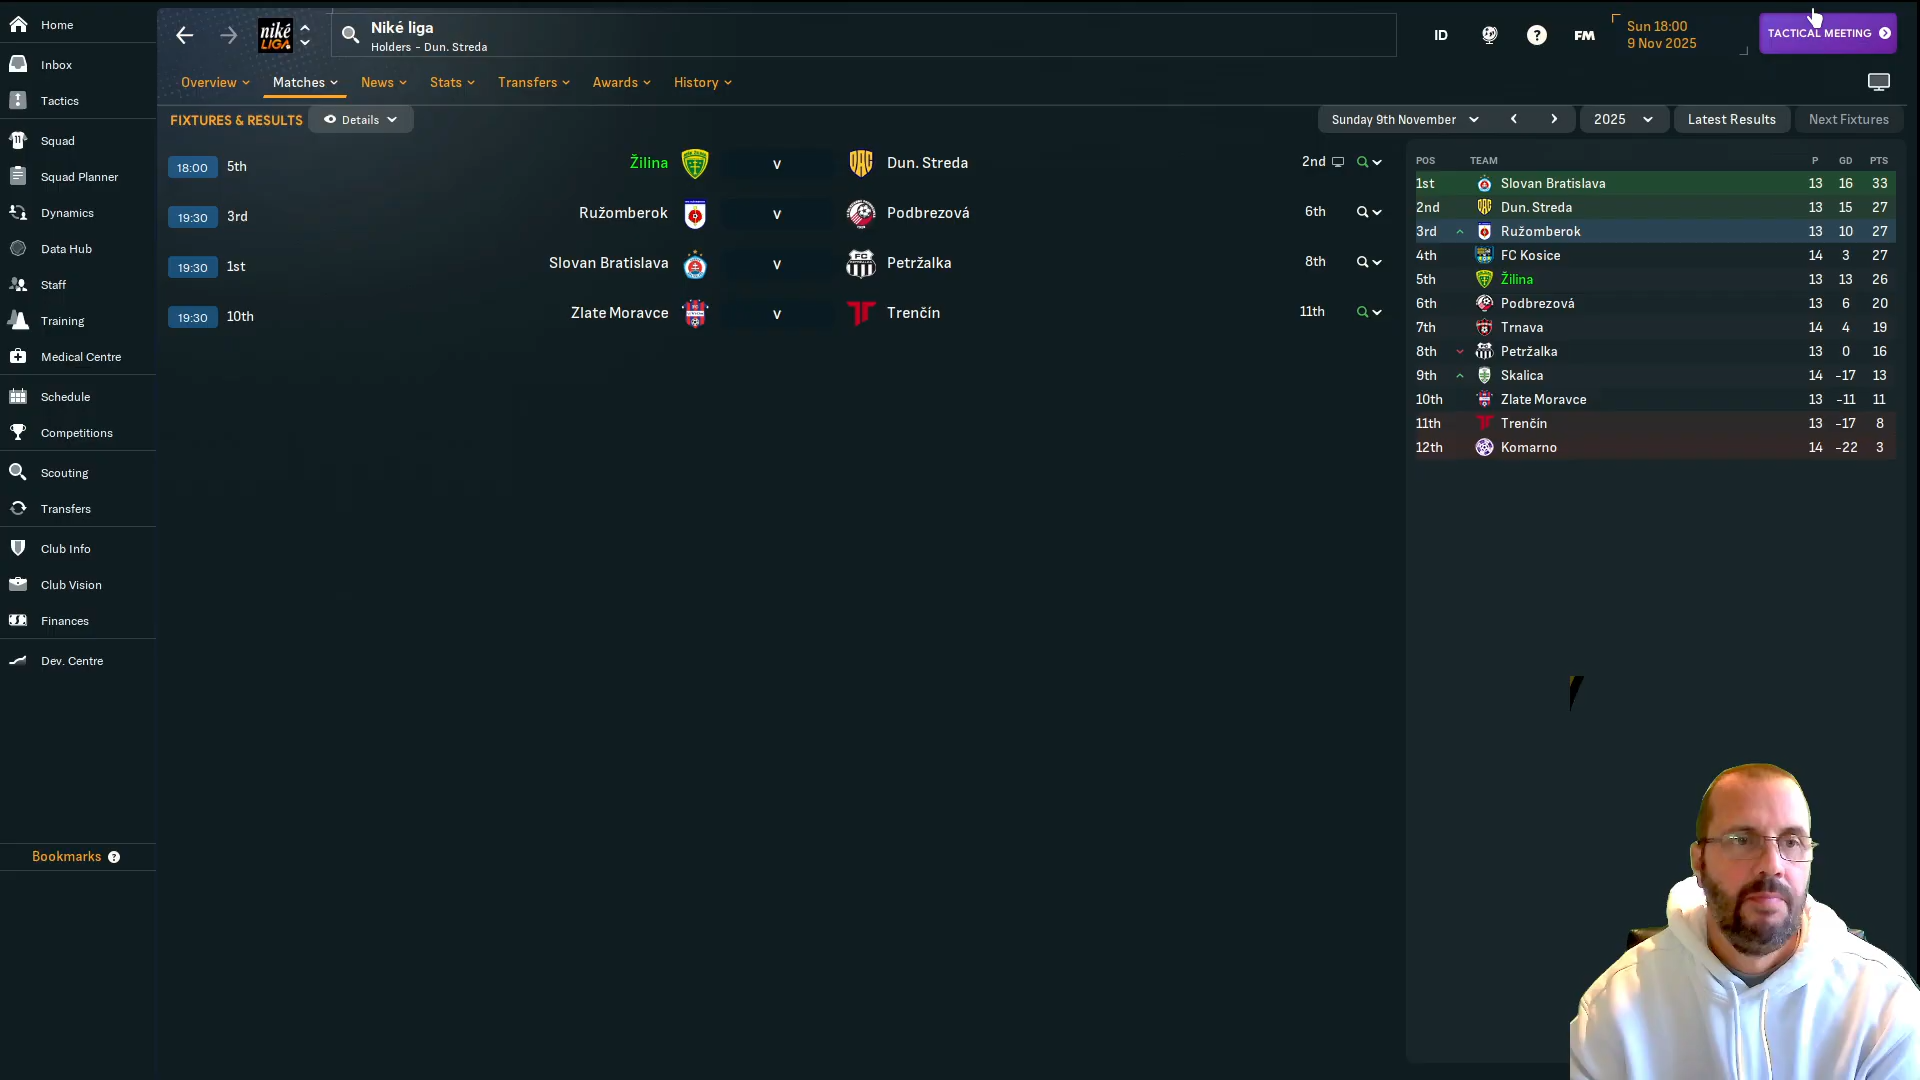 Home
Inbox
Tactics
Squad
Squad Planner
Dynamics
Data Hub
Staff
Training
Medical Centre
Schedule
Competitions
Scouting
Transfers
Club Info
Club Vision
Finances
Dev. Centre
Bookmarks ?
niké LIGA
Niké liga
Holders - Dun. Streda
ID ? FM
Sun 18:00
9 Nov 2025
TACTICAL MEETING
Overview Matches News Stats Transfers Awards History
FIXTURES & RESULTS Details
Sunday 9th November 2025 Latest Results Next Fixtures
18:00 5th Žilina v Dun. Streda 2nd
19:30 3rd Ružomberok v Podbrezová 6th
19:30 1st Slovan Bratislava v Petržalka 8th
19:30 10th Zlate Moravce v Trenčín 11th
POS TEAM P GD PTS
1st Slovan Bratislava 13 16 33
2nd Dun. Streda 13 15 27
3rd Ružomberok 13 10 27
4th FC Kosice 14 3 27
5th Žilina 13 13 26
6th Podbrezová 13 6 20
7th Trnava 14 4 19
8th Petržalka 13 0 16
9th Skalica 14 -17 13
10th Zlate Moravce 13 -11 11
11th Trenčín 13 -17 8
12th Komarno 14 -22 3